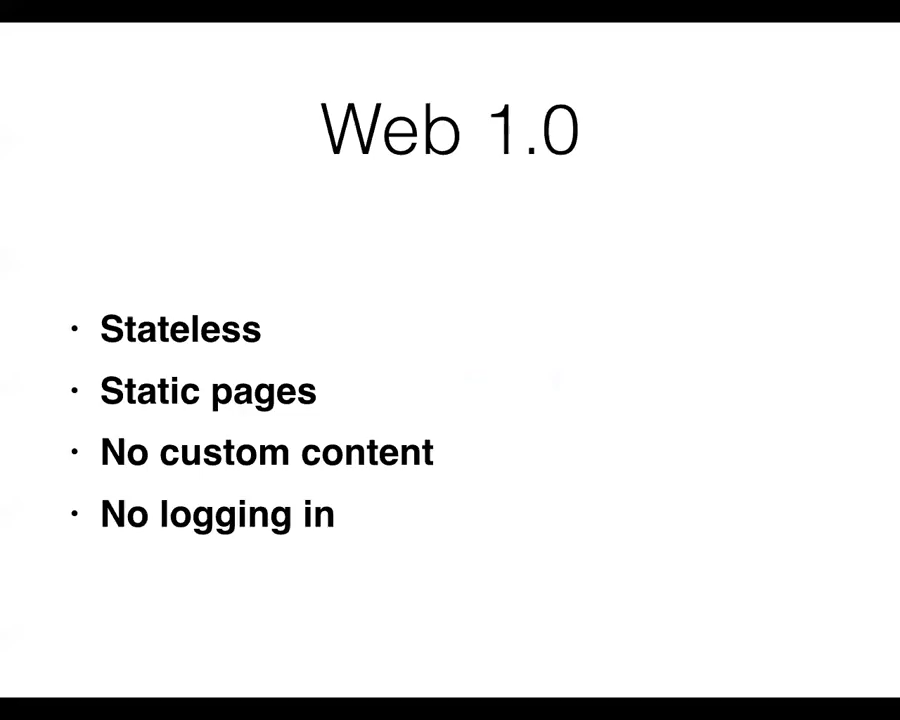 Web 1.0
• Stateless
• Static pages
• No custom content
• No logging in